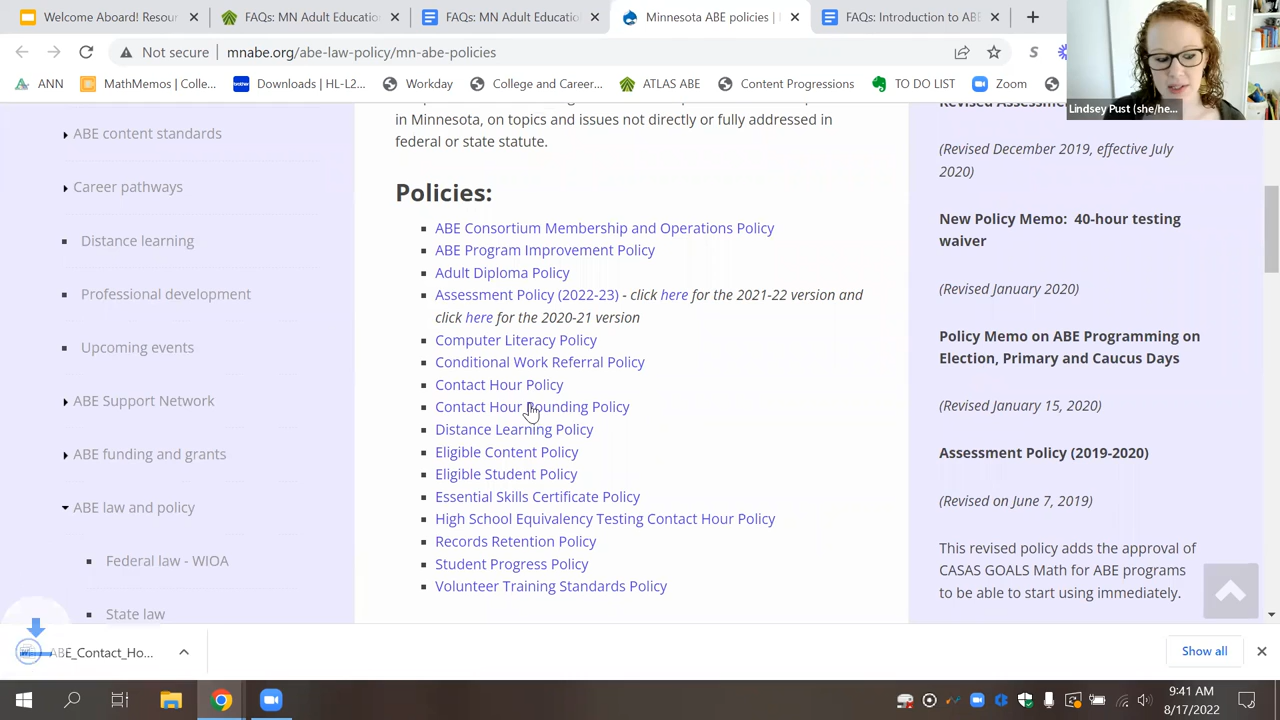 Welcome Aboard Resour
FAQs: MN Adult Educatio
FAQs: MN Adult Educatio
Minnesota ABE policies |
FAQs: Introduction to ABE
Not secure
mnabe.org/abe-law-policy/mn-abe-policies
S
ANN
MathMemos | Colle...
Downloads | HL-L2...
Workday
College and Career...
ATLAS ABE
Content Progressions
TO DO LIST
Zoom
Lindsey Pust (she/he...
ABE content standards
Career pathways
Distance learning
Professional development
Upcoming events
ABE Support Network
ABE funding and grants
ABE law and policy
Federal law - WIOA
State law
in Minnesota, on topics and issues not directly or fully addressed in
federal or state statute.
Policies:
ABE Consortium Membership and Operations Policy
ABE Program Improvement Policy
Adult Diploma Policy
Assessment Policy (2022-23) - click here for the 2021-22 version and
click here for the 2020-21 version
Computer Literacy Policy
Conditional Work Referral Policy
Contact Hour Policy
Contact Hour Rounding Policy
Distance Learning Policy
Eligible Content Policy
Eligible Student Policy
Essential Skills Certificate Policy
High School Equivalency Testing Contact Hour Policy
Records Retention Policy
Student Progress Policy
Volunteer Training Standards Policy
Revised Assessm
(Revised December 2019, effective July
2020)
New Policy Memo: 40-hour testing
waiver
(Revised January 2020)
Policy Memo on ABE Programming on
Election, Primary and Caucus Days
(Revised January 15, 2020)
Assessment Policy (2019-2020)
(Revised on June 7, 2019)
This revised policy adds the approval of
CASAS GOALS Math for ABE programs
to be able to start using immediately.
ABE_Contact_Ho...
Show all
9:41 AM
8/17/2022